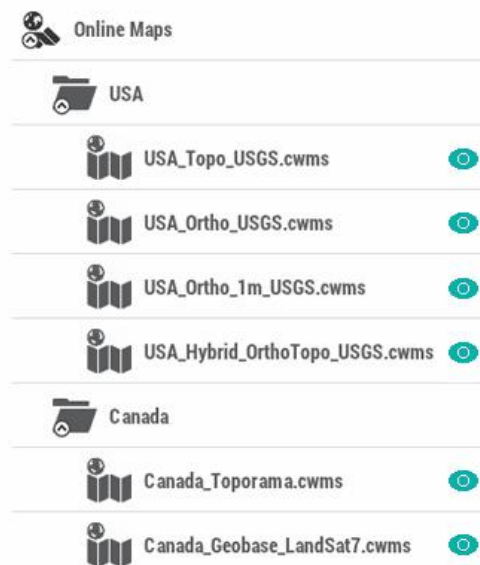 Online Maps
USA
USA_Topo_USGS.cwms
USA_Ortho_USGS.cwms
USA_Ortho_1m_USGS.cwms
USA_Hybrid_OrthoTopo_USGS.cwms
Canada
Canada_Toporama.cwms
Canada_Geobase_LandSat7.cwms